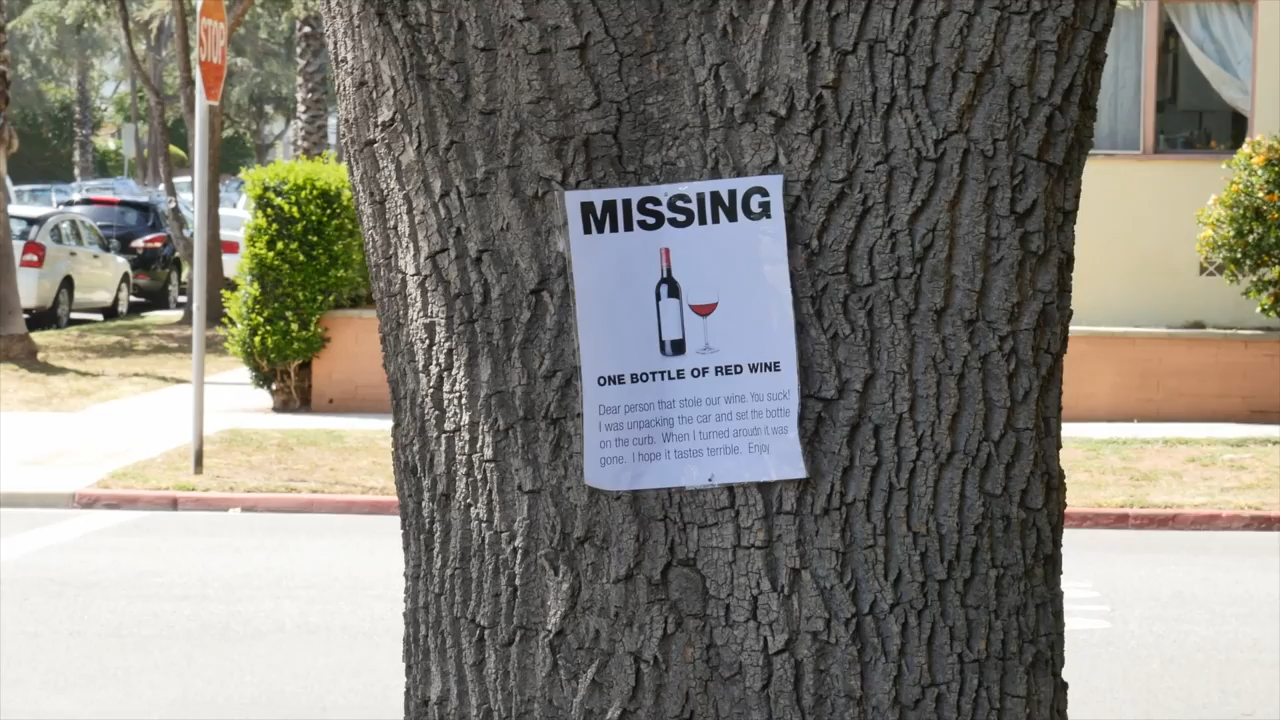 STOP
MISSING
ONE BOTTLE OF RED WINE
Dear person that stole our wine. You suck!
I was unpacking the car and set the bottle
on the curb. When I turned aroudn it was
gone. I hope it tastes terrible. Enjoy